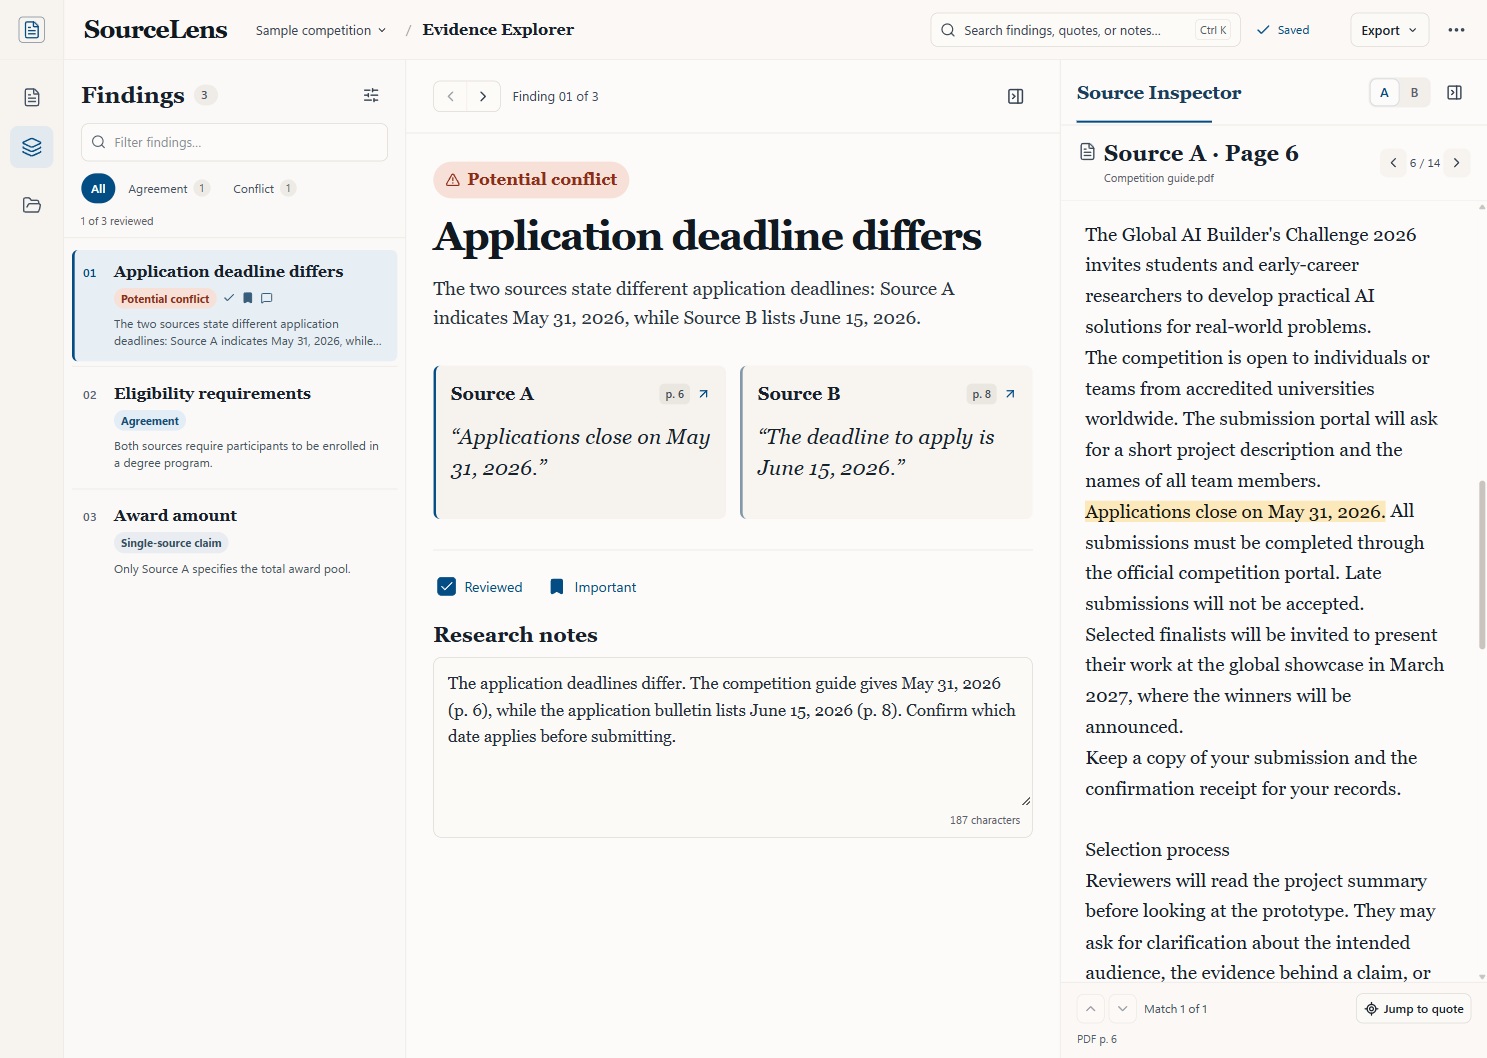 SourceLens
Sample competition
/
Evidence Explorer
Search findings, quotes, or notes...
Ctrl K
Saved
Export
Findings
3
Filter findings...
All
Agreement 1
Conflict 1
1 of 3 reviewed
01
Application deadline differs
Potential conflict
The two sources state different application
deadlines: Source A indicates May 31, 2026, while...
02
Eligibility requirements
Agreement
Both sources require participants to be enrolled in
a degree program.
03
Award amount
Single-source claim
Only Source A specifies the total award pool.
Finding 01 of 3
Potential conflict
Application deadline differs
The two sources state different application deadlines: Source A
indicates May 31, 2026, while Source B lists June 15, 2026.
Source A
p. 6
“Applications close on May
31, 2026.”
Source B
p. 8
“The deadline to apply is
June 15, 2026.”
Reviewed
Important
Research notes
The application deadlines differ. The competition guide gives May 31, 2026
(p. 6), while the application bulletin lists June 15, 2026 (p. 8). Confirm which
date applies before submitting.
187 characters
Source Inspector
A
B
Source A · Page 6
Competition guide.pdf
6 / 14
The Global AI Builder's Challenge 2026
invites students and early-career
researchers to develop practical AI
solutions for real-world problems.
The competition is open to individuals or
teams from accredited universities
worldwide. The submission portal will ask
for a short project description and the
names of all team members.
Applications close on May 31, 2026. All
submissions must be completed through
the official competition portal. Late
submissions will not be accepted.
Selected finalists will be invited to present
their work at the global showcase in March
2027, where the winners will be
announced.
Keep a copy of your submission and the
confirmation receipt for your records.
Selection process
Reviewers will read the project summary
before looking at the prototype. They may
ask for clarification about the intended
audience, the evidence behind a claim, or
Match 1 of 1
Jump to quote
PDF p. 6